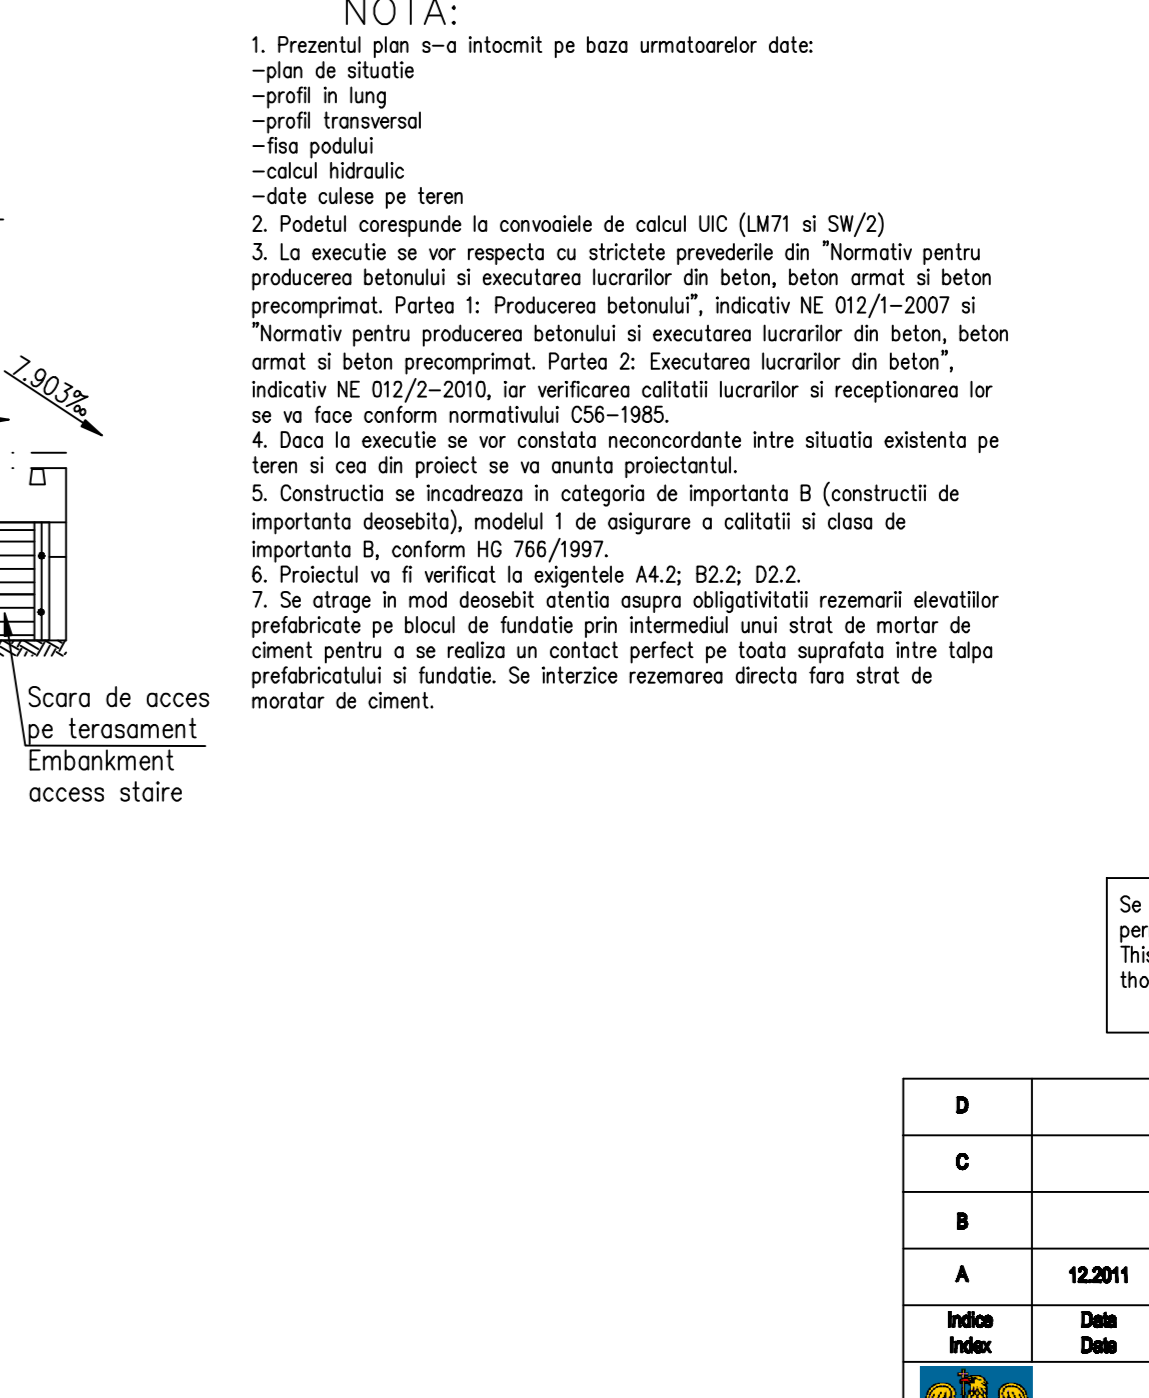 NOTA:
1. Prezentul plan s-a intocmit pe baza urmatoarelor date:
-plan de situatie
-profil in lung
-profil transversal
-fisa podului
-calcul hidraulic
-date culese pe teren
2. Podetul corespunde la convoaiele de calcul UIC (LM71 si SW/2)
3. La executie se vor respecta cu strictete prevederile din "Normativ pentru
producerea betonului si executarea lucrarilor din beton, beton armat si beton
precomprimat. Partea 1: Producerea betonului", indicativ NE 012/1-2007 si
"Normativ pentru producerea betonului si executarea lucrarilor din beton, beton
armat si beton precomprimat. Partea 2: Executarea lucrarilor din beton",
indicativ NE 012/2-2010, iar verificarea calitatii lucrarilor si receptionarea lor
se va face conform normativului C56-1985.
4. Daca la executie se vor constata neconcordante intre situatia existenta pe
teren si cea din proiect se va anunta proiectantul.
5. Constructia se incadreaza in categoria de importanta B (constructii de
importanta deosebita), modelul 1 de asigurare a calitatii si clasa de
importanta B, conform HG 766/1997.
6. Proiectul va fi verificat la exigentele A4.2; B2.2; D2.2.
7. Se atrage in mod deosebit atentia asupra obligativitatii rezemarii elevatiilor
prefabricate pe blocul de fundatie prin intermediul unui strat de mortar de
ciment pentru a se realiza un contact perfect pe toata suprafata intre talpa
prefabricatului si fundatie. Se interzice rezemarea directa fara strat de
moratar de ciment.
7.903‰
Scara de acces
pe terasament
Embankment
access staire
Se
per
This
tho
D
C
B
A 12.2011
Indice Data
Index Date